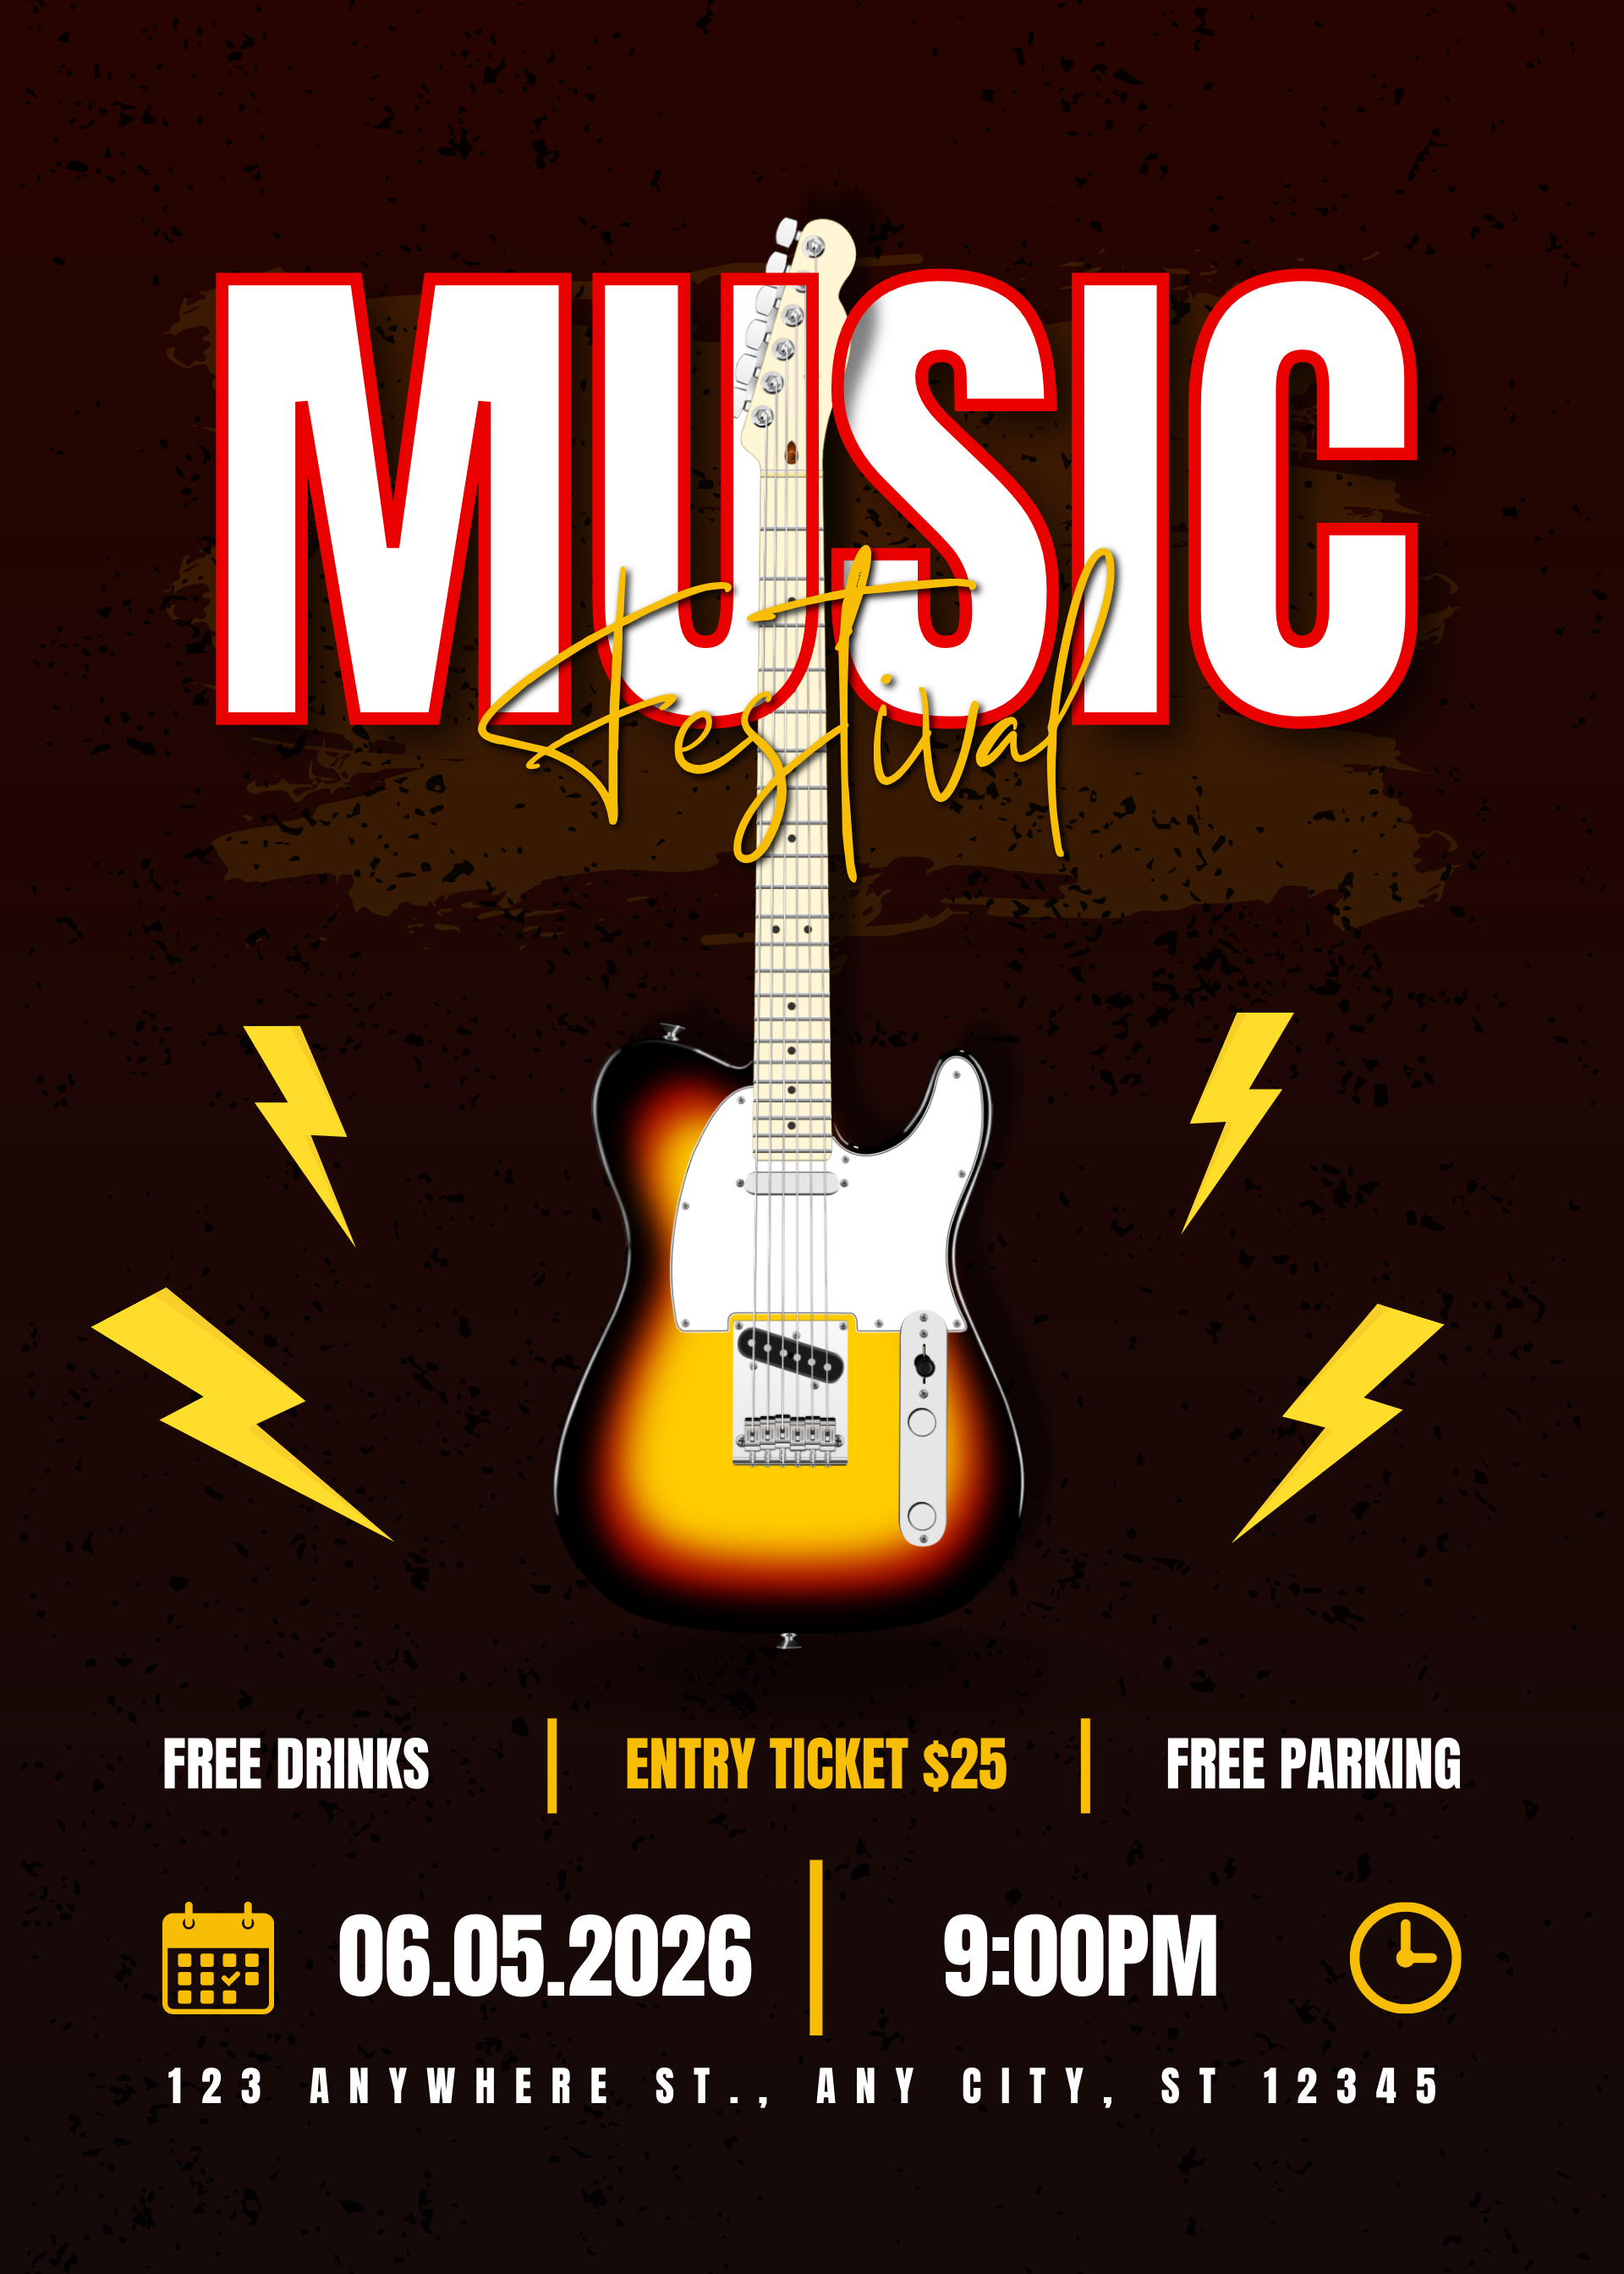 MUSIC
Festival
FREE DRINKS
ENTRY TICKET $25
FREE PARKING
06.05.2026
9:00PM
123 ANYWHERE ST., ANY CITY, ST 12345